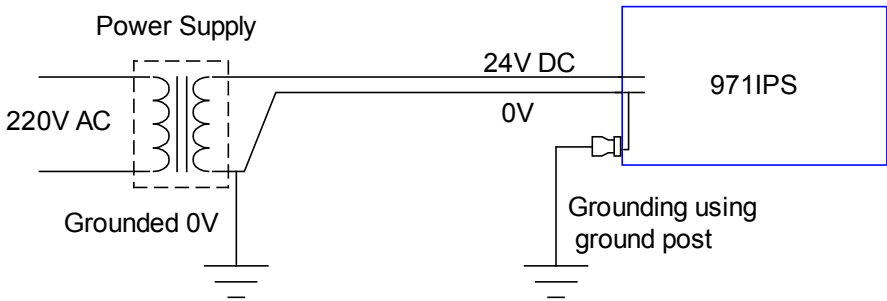 Power Supply
24V DC
971IPS
220V AC
0V
Grounded 0V
Grounding using
ground post